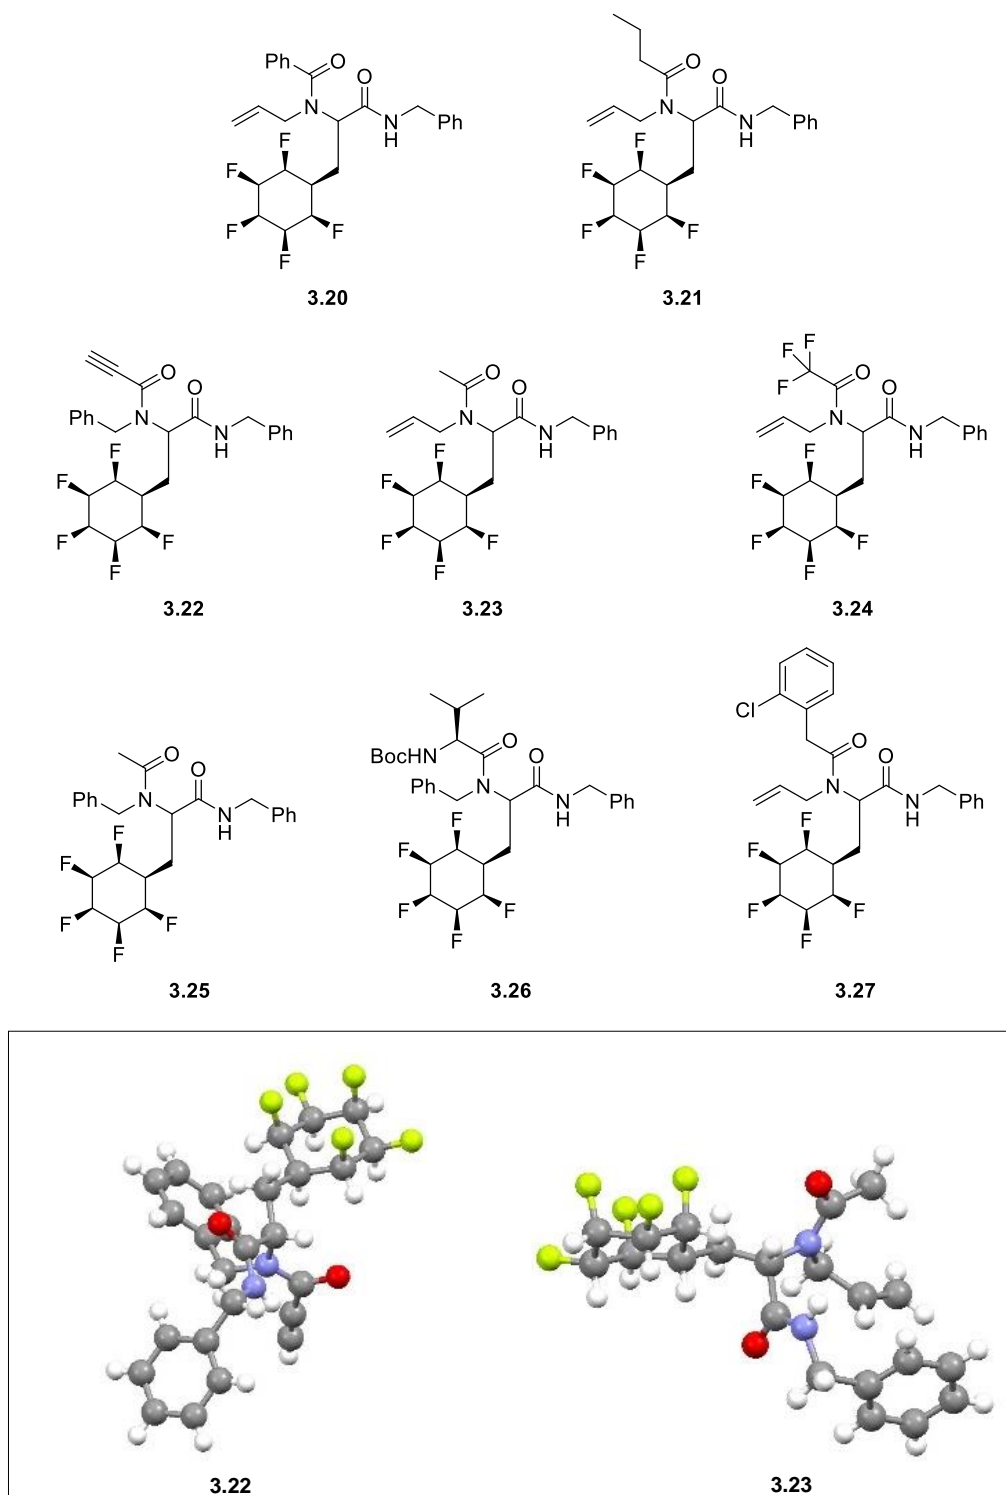 Ph O O
N N H Ph
F F F F F
3.20
O O
N N H Ph
F F F F F
3.21
O O
Ph N N H Ph
F F F F F
3.22
O O
N N H Ph
F F F F F
3.23
F F F O O
N N H Ph
F F F F F
3.24
O O
Ph N N H Ph
F F F F F
3.25
BocHN O O
Ph N N H Ph
F F F F F
3.26
Cl O O
N N H Ph
F F F F F
3.27
3.22
3.23